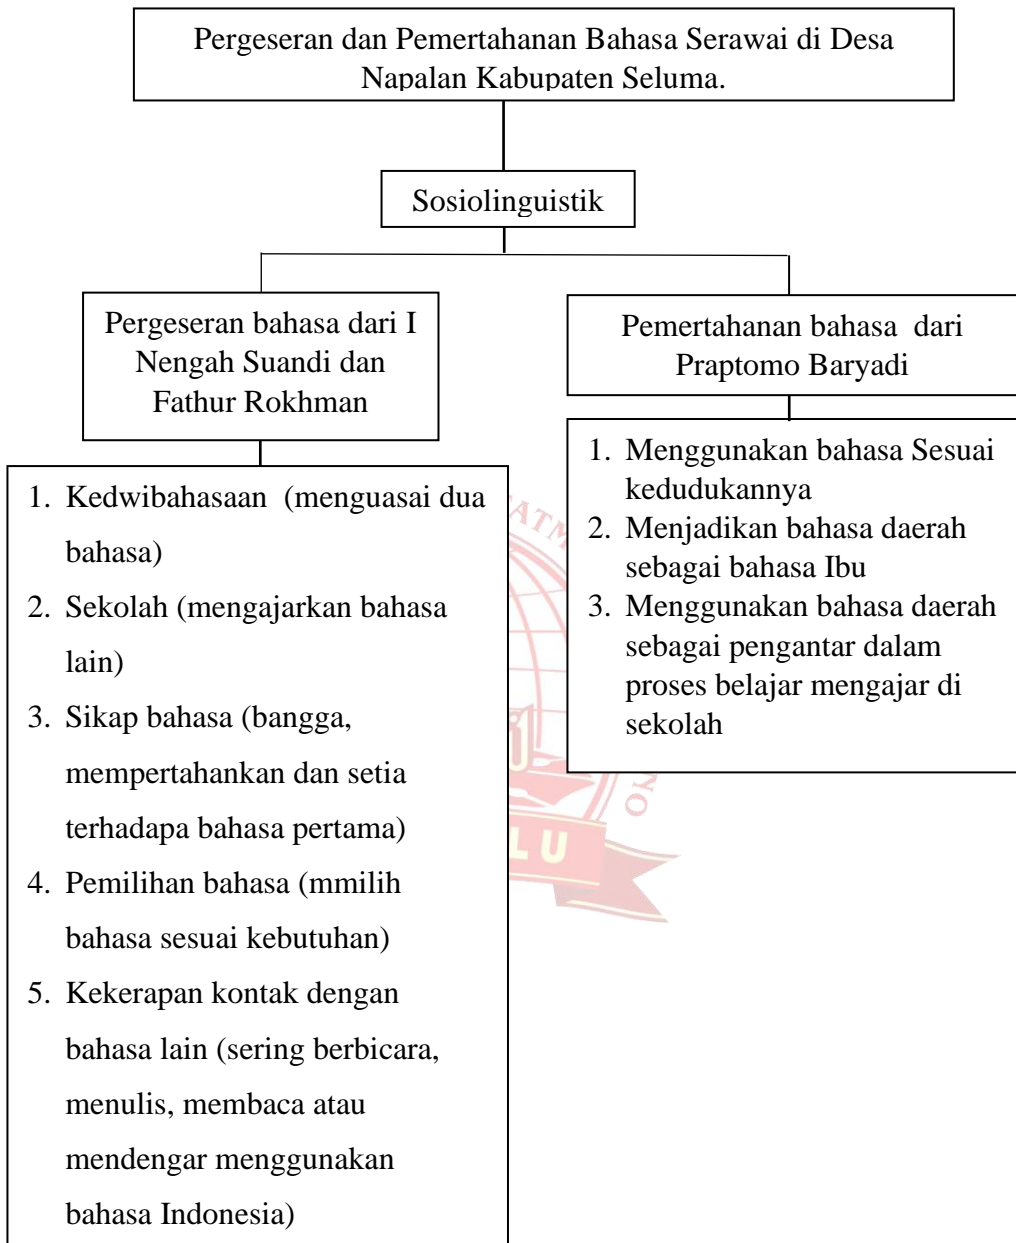 Pergeseran dan Pemertahanan Bahasa Serawai di Desa
Napalan Kabupaten Seluma.
Sosiolinguistik
Pergeseran bahasa dari I
Nengah Suandi dan
Fathur Rokhman
1. Kedwibahasaan (menguasai dua
bahasa)
2. Sekolah (mengajarkan bahasa
lain)
3. Sikap bahasa (bangga,
mempertahankan dan setia
terhadapa bahasa pertama)
4. Pemilihan bahasa (mmilih
bahasa sesuai kebutuhan)
5. Kekerapan kontak dengan
bahasa lain (sering berbicara,
menulis, membaca atau
mendengar menggunakan
bahasa Indonesia)
Pemertahanan bahasa dari
Praptomo Baryadi
1. Menggunakan bahasa Sesuai
kedudukannya
2. Menjadikan bahasa daerah
sebagai bahasa Ibu
3. Menggunakan bahasa daerah
sebagai pengantar dalam
proses belajar mengajar di
sekolah